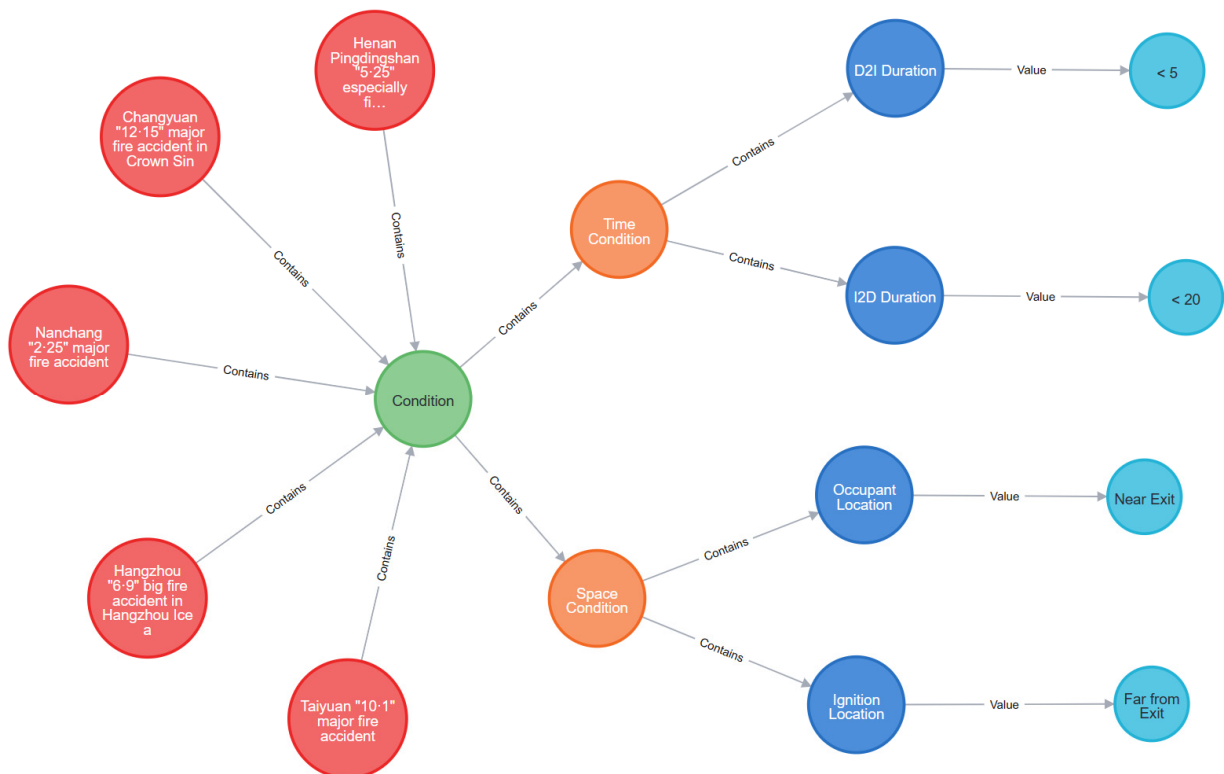 Henan
Pingdingshan
"5·25"
especially
fi…
D2I Duration
Value
< 5
Changyuan
"12·15" major
fire accident in
Crown Sin
Contains
Contains
Contains
Time
Condition
Contains
I2D Duration
Value
< 20
Nanchang
"2·25" major
fire accident
Contains
Contains
Condition
Contains
Contains
Contains
Occupant
Location
Value
Near Exit
Contains
Hangzhou
"6·9" big fire
accident in
Hangzhou Ice
a
Space
Condition
Contains
Contains
Taiyuan "10·1"
major fire
accident
Ignition
Location
Value
Far from
Exit